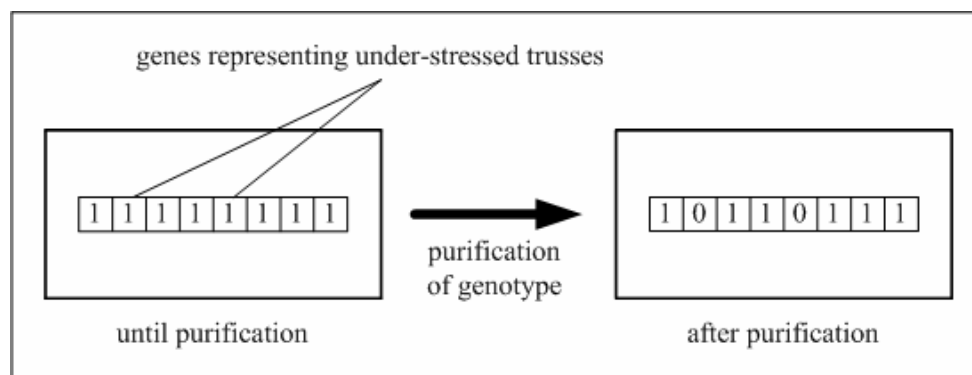 genes representing under-stressed trusses
1 1 1 1 1 1 1 1
1 0 1 1 0 1 1 1
purification
of genotype
until purification
after purification